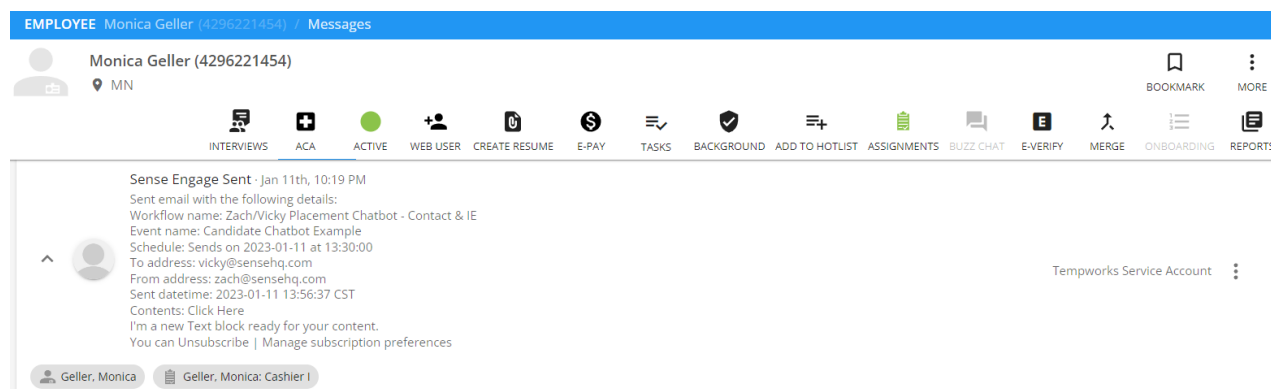 EMPLOYEE Monica Geller (4296221454) / Messages
Monica Geller (4296221454)
MN
BOOKMARK MORE
INTERVIEWS ACA ACTIVE WEB USER CREATE RESUME E-PAY TASKS BACKGROUND ADD TO HOTLIST ASSIGNMENTS BUZZ CHAT E-VERIFY MERGE ONBOARDING REPORTS
Sense Engage Sent · Jan 11th, 10:19 PM
Sent email with the following details:
Workflow name: Zach/Vicky Placement Chatbot - Contact & IE
Event name: Candidate Chatbot Example
Schedule: Sends on 2023-01-11 at 13:30:00
To address: vicky@sensehq.com
From address: zach@sensehq.com
Tempworks Service Account
Sent datetime: 2023-01-11 13:56:37 CST
Contents: Click Here
I'm a new Text block ready for your content.
You can Unsubscribe | Manage subscription preferences
Geller, Monica Geller, Monica: Cashier I